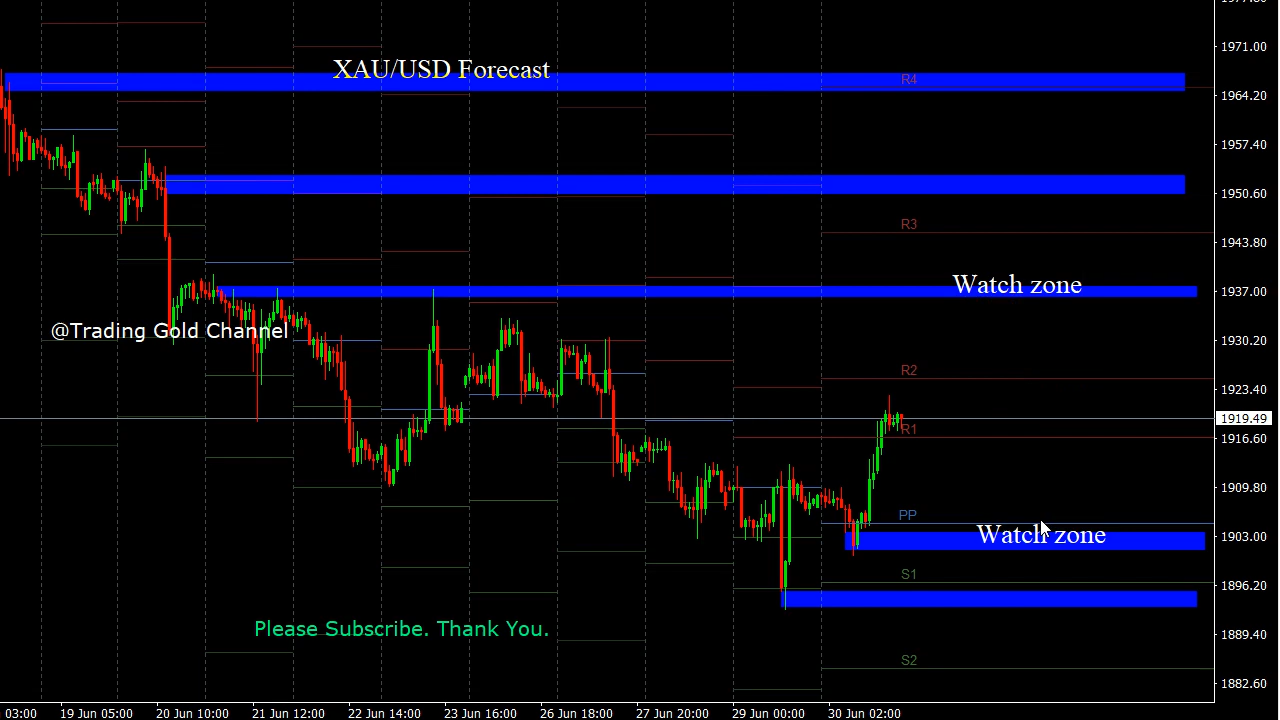 1971.00
XAU/USD Forecast
R4
1964.20
1957.40
1950.60
R3
1943.80
Watch zone
1937.00
@Trading Gold Channel
1930.20
R2
1923.40
1919.49
R1
1916.60
1909.80
PP
Watch zone
1903.00
S1
1896.20
Please Subscribe. Thank You.
1889.40
S2
1882.60
03:00 19 Jun 05:00 20 Jun 10:00 21 Jun 12:00 22 Jun 14:00 23 Jun 16:00 26 Jun 18:00 27 Jun 20:00 29 Jun 00:00 30 Jun 02:00